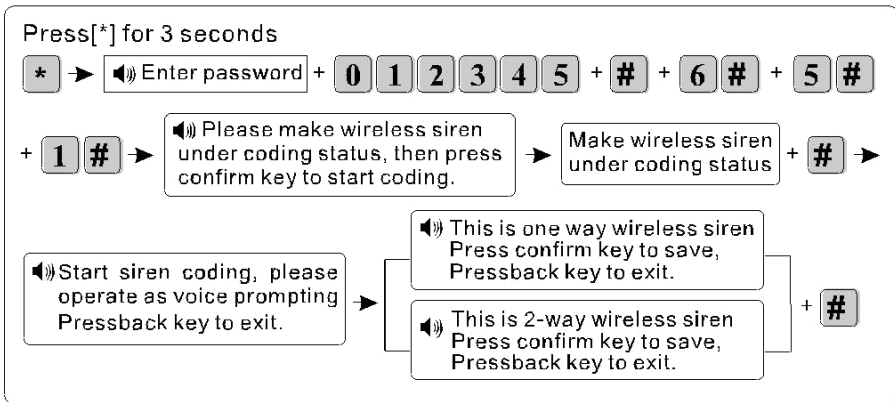 Press[*] for 3 seconds
* Enter password + 0 1 2 3 4 5 + # + 6 # + 5 #
+ 1 # Please make wireless siren
under coding status, then press
confirm key to start coding.
Make wireless siren
under coding status + #
Start siren coding, please
operate as voice prompting
Pressback key to exit.
This is one way wireless siren
Press confirm key to save,
Pressback key to exit.
This is 2-way wireless siren
Press confirm key to save,
Pressback key to exit.
+ #